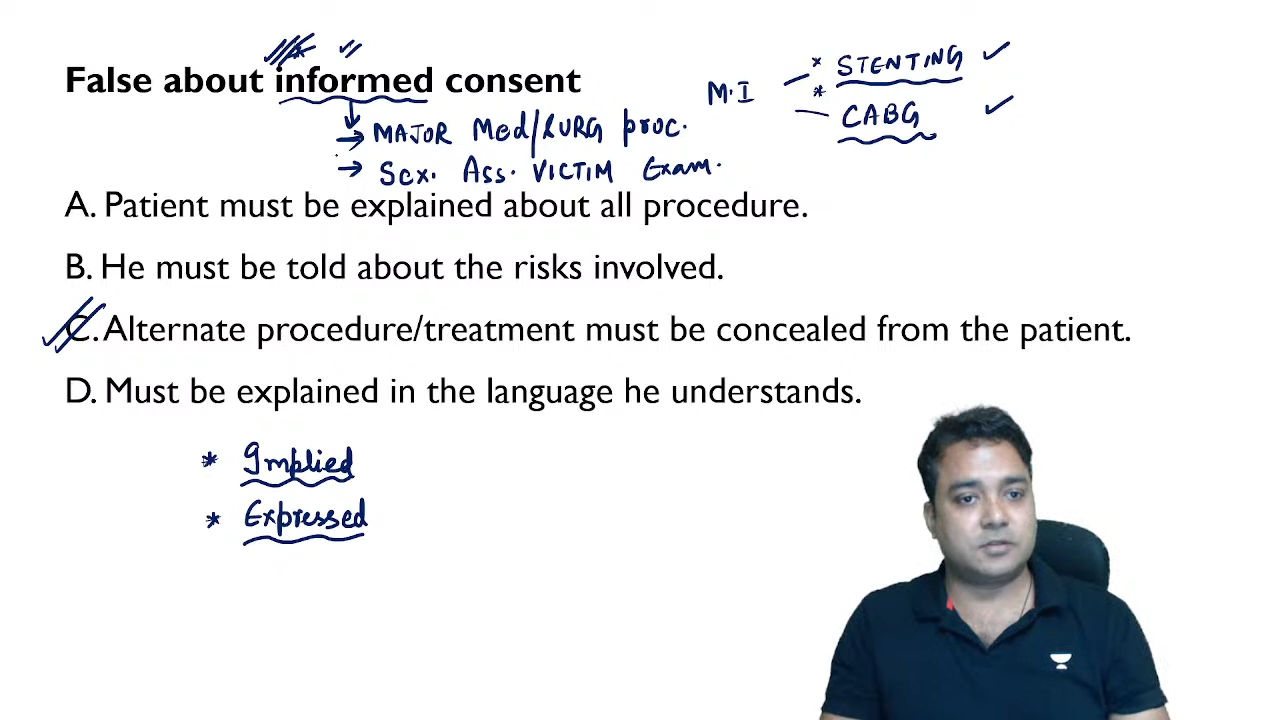 False about informed consent
→ MAJOR Med/SURG proc.
→ Sex. Ass. VICTIM Exam.
M.I
* STENTING ✓
* CABG ✓
A. Patient must be explained about all procedure.
B. He must be told about the risks involved.
C. Alternate procedure/treatment must be concealed from the patient.
D. Must be explained in the language he understands.
* Implied
* Expressed